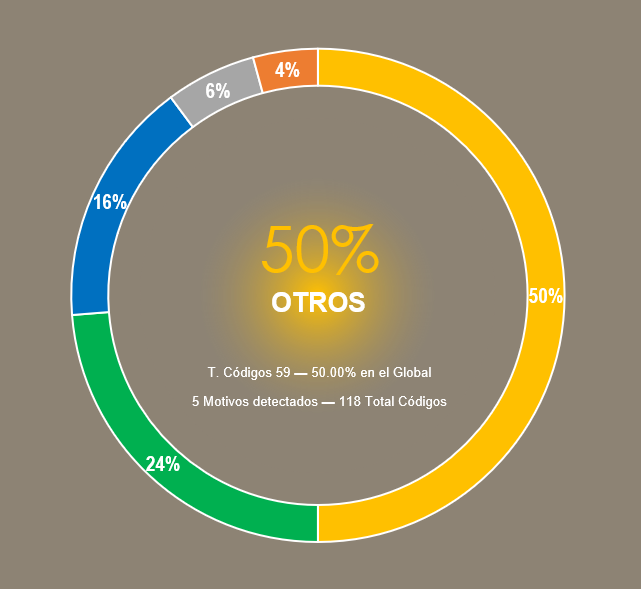 4%
6%
16%
50%
OTROS
50%
T. Códigos 59 — 50.00% en el Global
5 Motivos detectados — 118 Total Códigos
24%